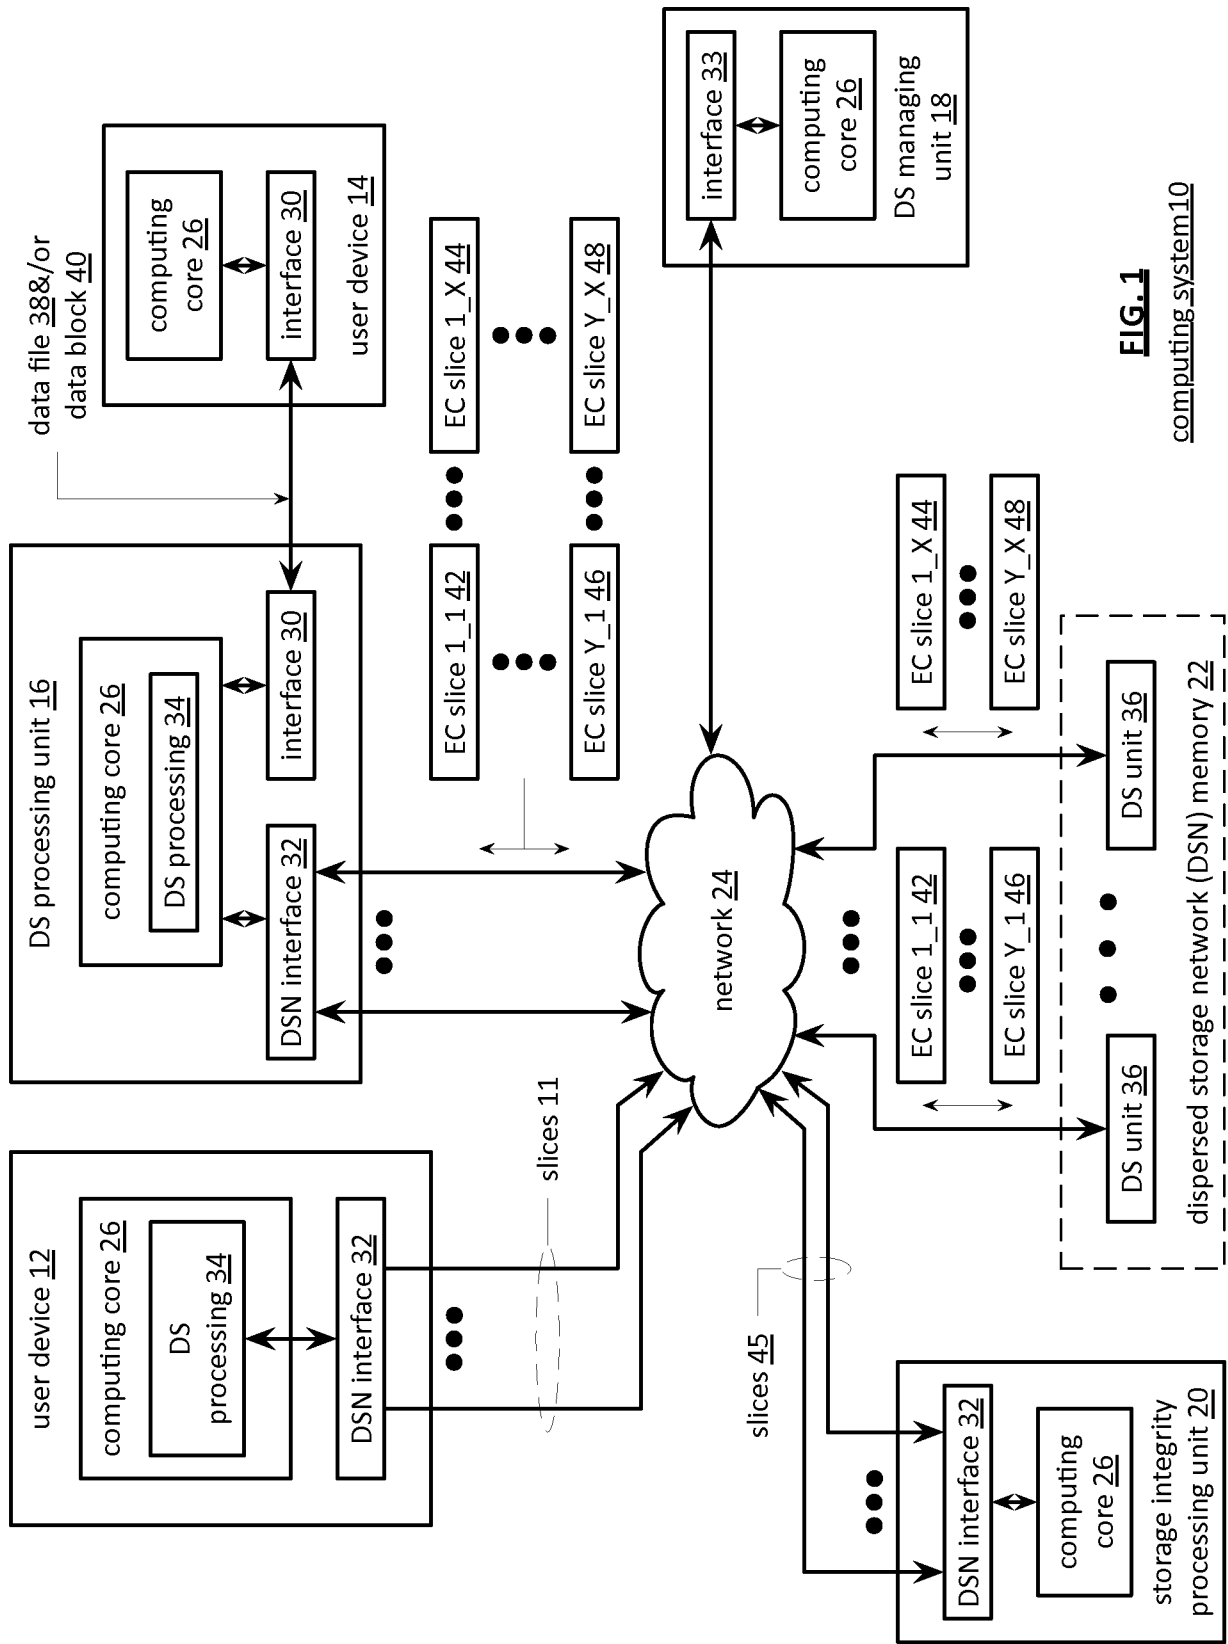 user device 12
computing core 26
DS
processing 34
DSN interface 32
DS processing unit 16
computing core 26
DS processing 34
DSN interface 32
interface 30
data file 38&/or
data block 40
computing
core 26
interface 30
user device 14
slices 11
EC slice 1_1 42
EC slice 1_X 44
EC slice Y_1 46
EC slice Y_X 48
network 24
interface 33
computing
core 26
DS managing
unit 18
slices 45
DSN interface 32
computing
core 26
storage integrity
processing unit 20
EC slice 1_1 42
EC slice Y_1 46
EC slice 1_X 44
EC slice Y_X 48
DS unit 36
DS unit 36
dispersed storage network (DSN) memory 22
FIG. 1
computing system10